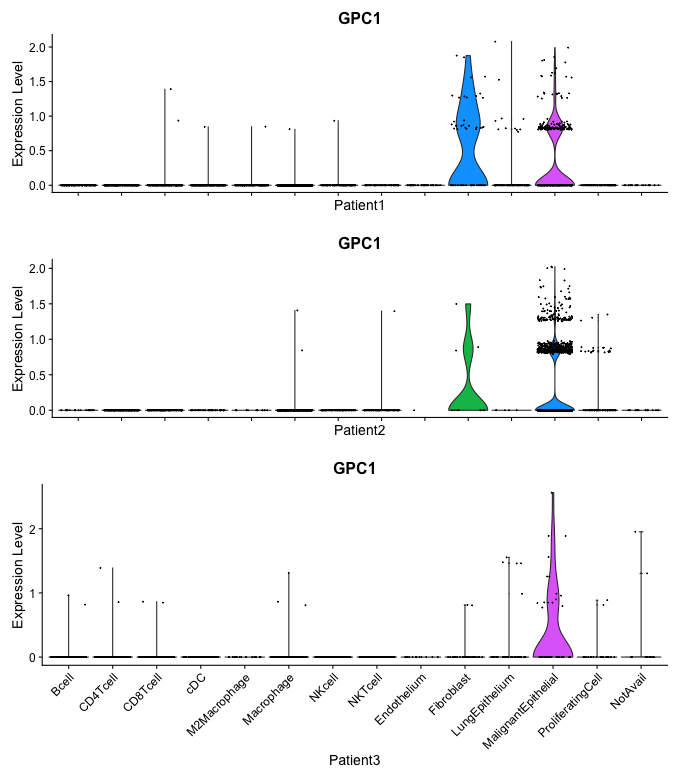 GPC1
Expression Level
2.0
1.5
1.0
0.5
0.0
Patient1
GPC1
Expression Level
2.0
1.5
1.0
0.5
0.0
Patient2
GPC1
Expression Level
2
1
0
Bcell
CD4Tcell
CD8Tcell
cDC
M2Macrophage
Macrophage
NKcell
NKTcell
Endothelium
Fibroblast
LungEpithelium
MalignantEpithelial
ProliferatingCell
NotAvail
Patient3